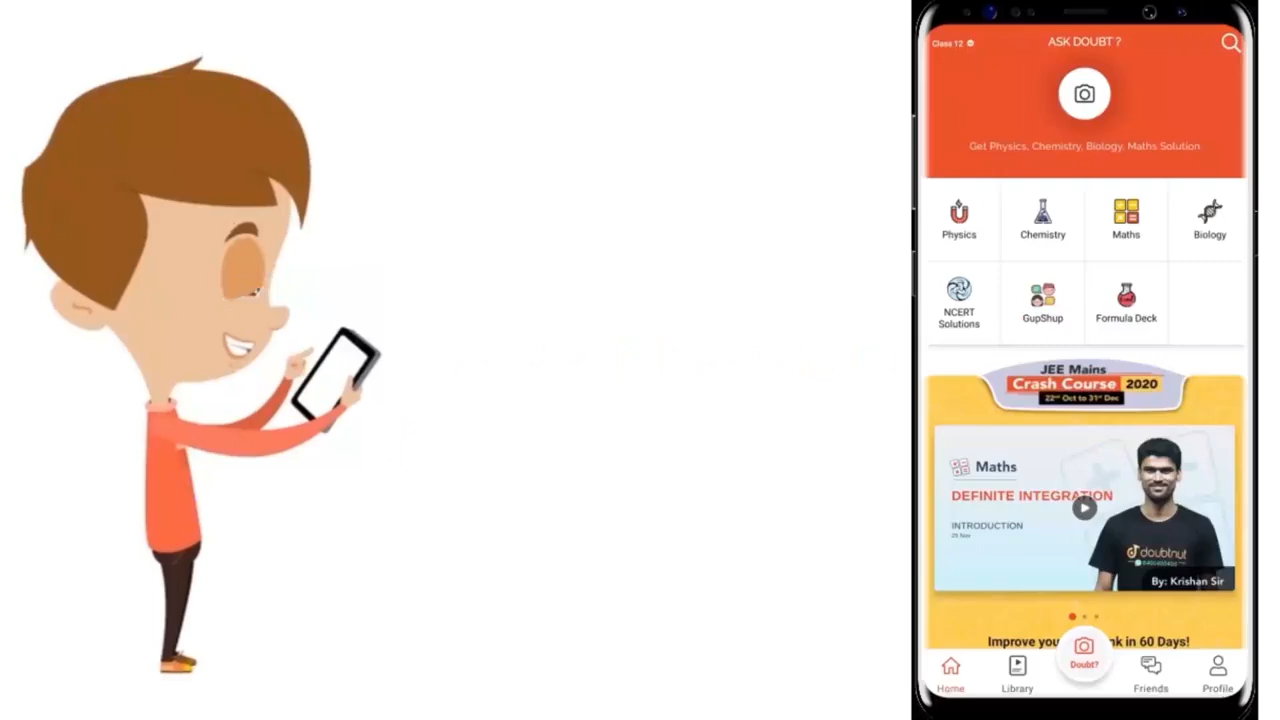 Class 12
ASK DOUBT ?
Get Physics, Chemistry, Biology, Maths Solution
Physics
Chemistry
Maths
Biology
NCERT
Solutions
GupShup
Formula Deck
JEE Mains
Crash Course 2020
22nd Oct to 31st Dec
Maths
DEFINITE INTEGRATION
INTRODUCTION
doubtnut
By: Krishan Sir
Improve you nk in 60 Days!
Doubt?
Home
Library
Friends
Profile